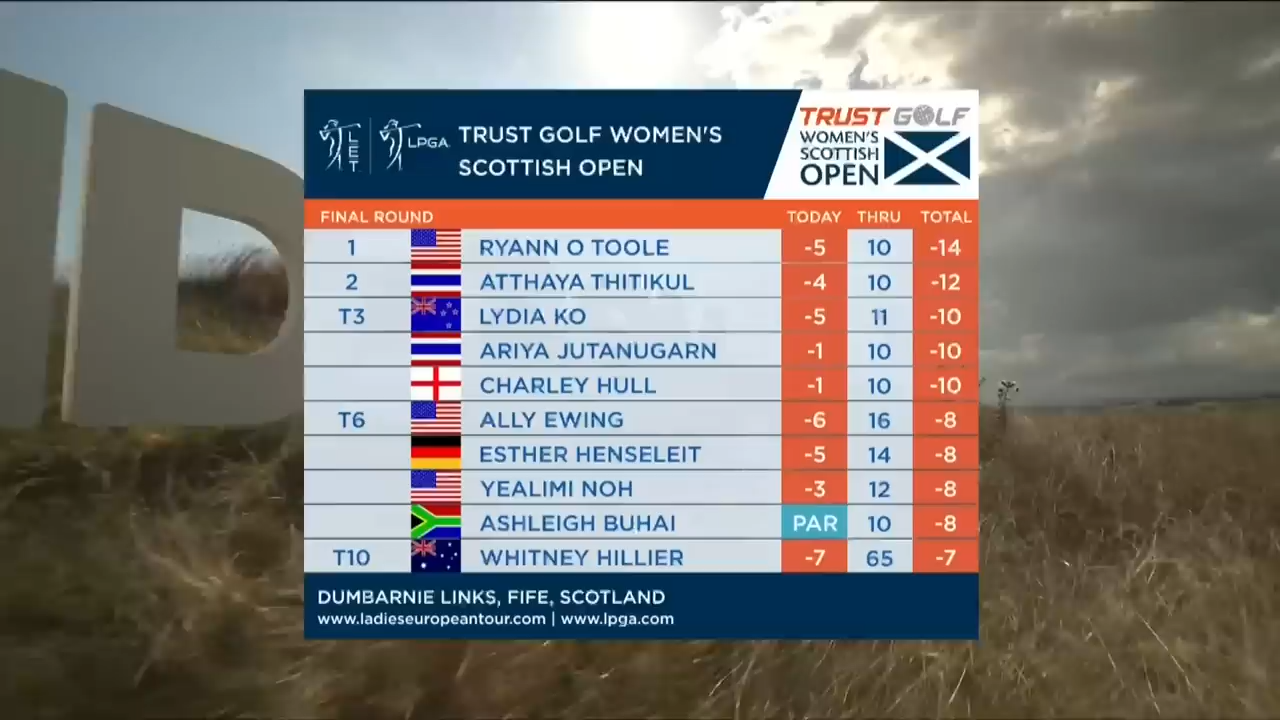 LET LPGA TRUST GOLF WOMEN'S
SCOTTISH OPEN
TRUST GOLF
WOMEN'S
SCOTTISH
OPEN
FINAL ROUND TODAY THRU TOTAL
1 RYANN O TOOLE -5 10 -14
2 ATTHAYA THITIKUL -4 10 -12
T3 LYDIA KO -5 11 -10
ARIYA JUTANUGARN -1 10 -10
CHARLEY HULL -1 10 -10
T6 ALLY EWING -6 16 -8
ESTHER HENSELEIT -5 14 -8
YEALIMI NOH -3 12 -8
ASHLEIGH BUHAI PAR 10 -8
T10 WHITNEY HILLIER -7 65 -7
DUMBARNIE LINKS, FIFE, SCOTLAND
www.ladieseuropeantour.com | www.lpga.com
D